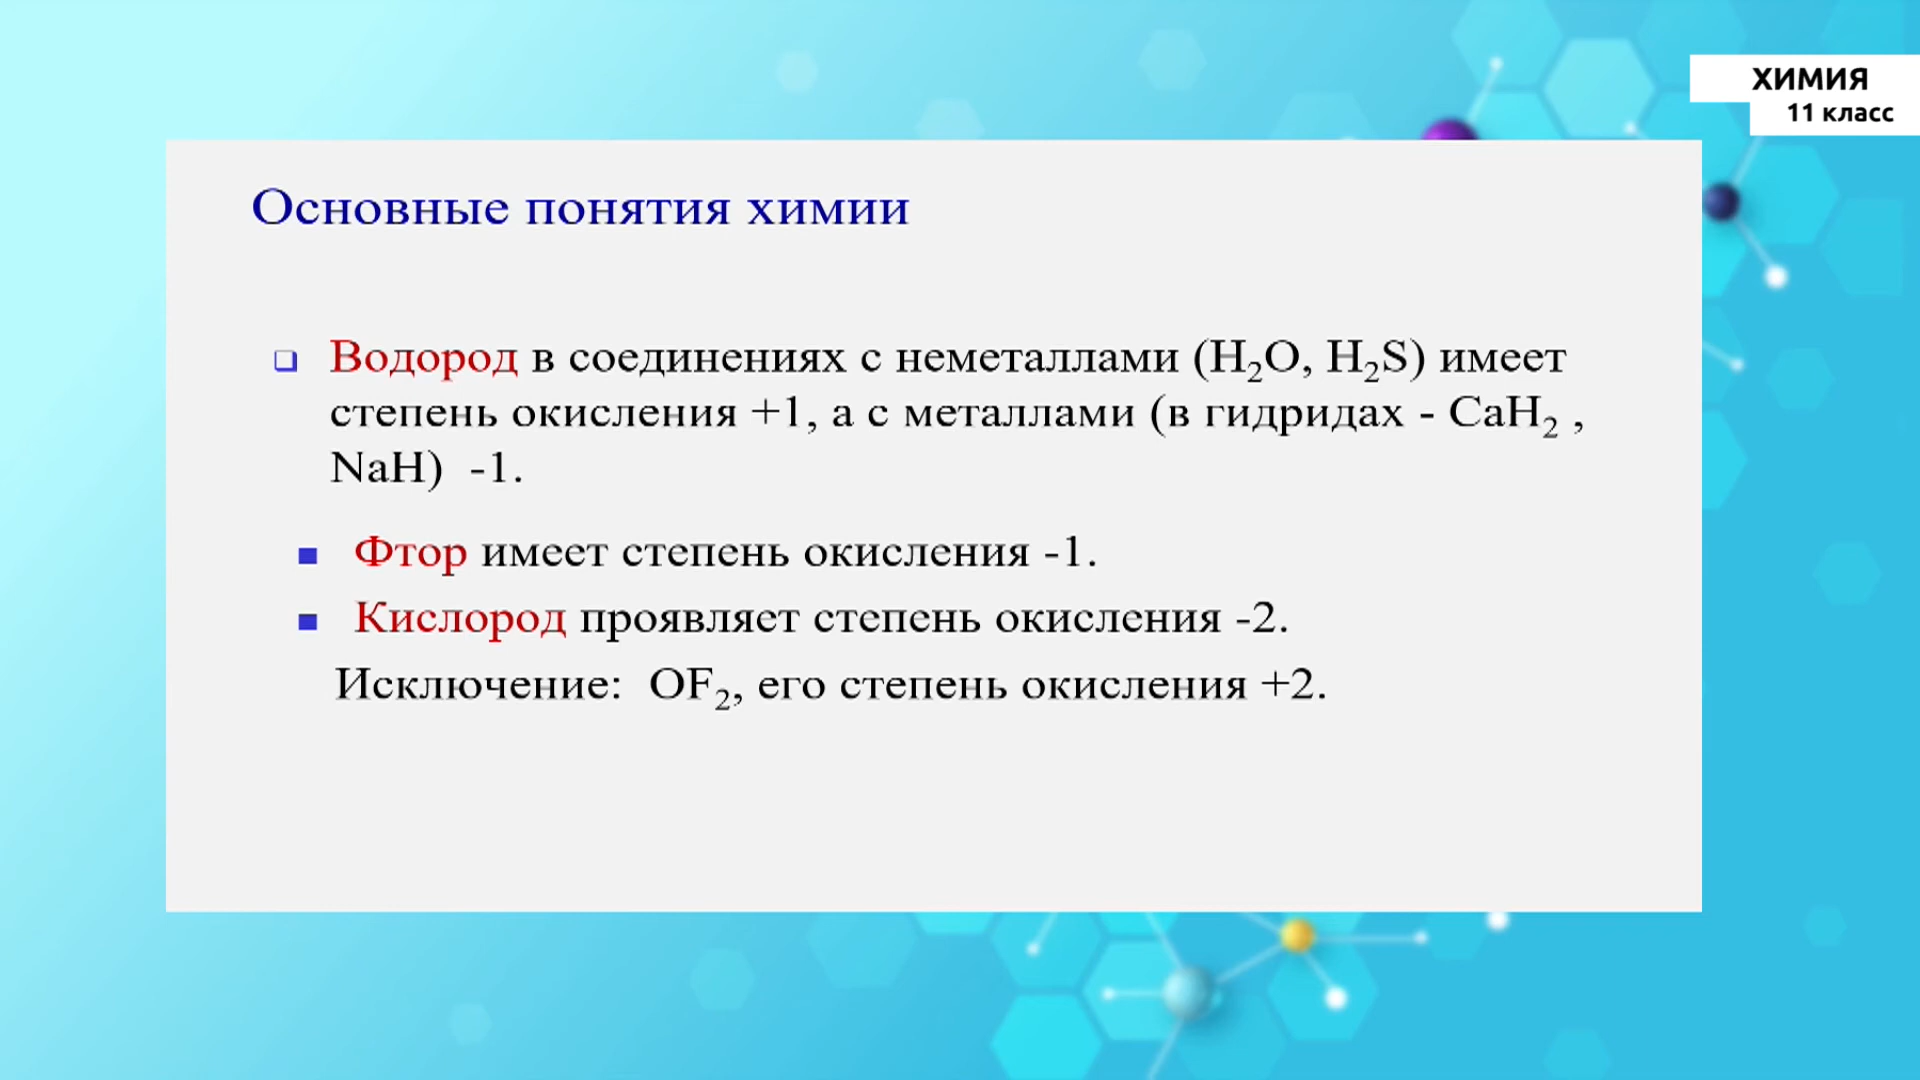 ХИМИЯ
11 класс
Основные понятия химии
Водород в соединениях с неметаллами (H₂O, H₂S) имеет
степень окисления +1, а с металлами (в гидридах - CaH₂ ,
NaH) -1.
Фтор имеет степень окисления -1.
Кислород проявляет степень окисления -2.
Исключение: OF₂, его степень окисления +2.